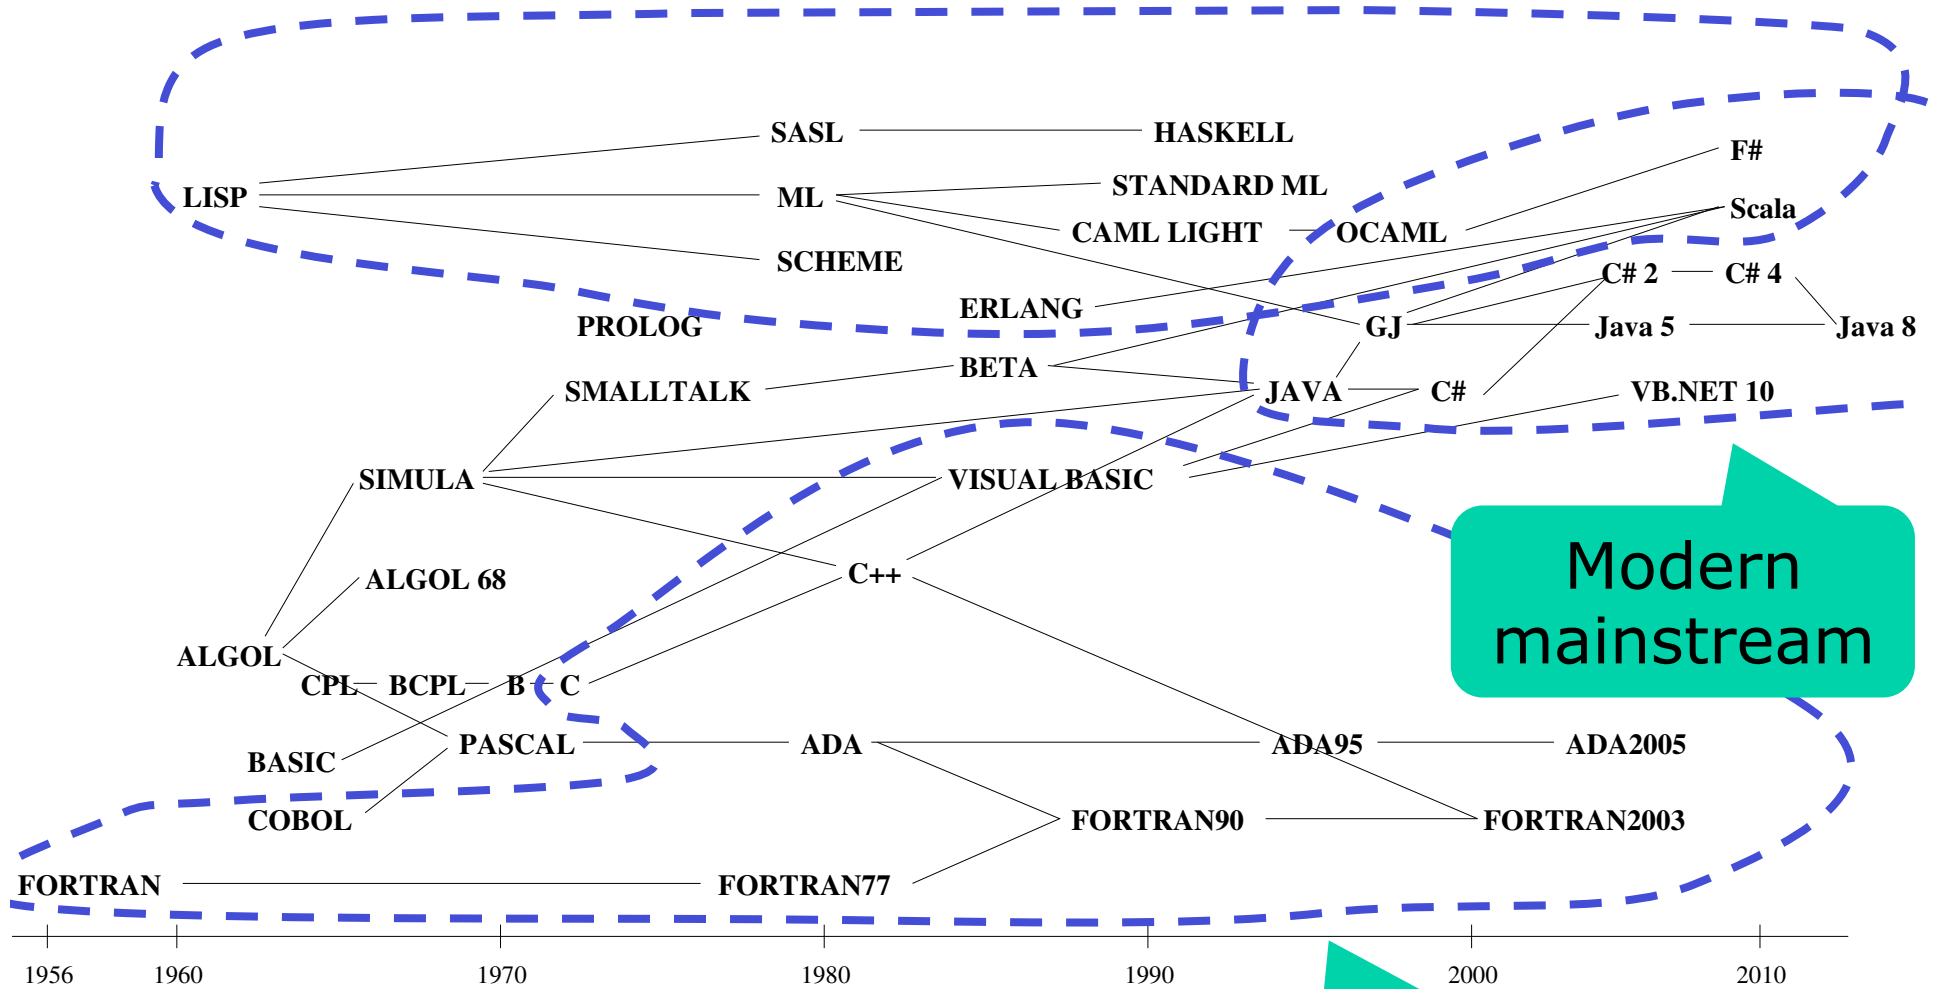 SASL
HASKELL
F#
LISP
ML
STANDARD ML
Scala
CAML LIGHT
OCAML
SCHEME
C# 2
C# 4
ERLANG
PROLOG
GJ
Java 5
Java 8
BETA
SMALLTALK
JAVA
C#
VB.NET 10
SIMULA
VISUAL BASIC
Modern
mainstream
ALGOL 68
C++
ALGOL
CPL
BCPL
B
C
PASCAL
ADA
ADA95
ADA2005
BASIC
COBOL
FORTRAN90
FORTRAN2003
FORTRAN
FORTRAN77
1956
1960
1970
1980
1990
2000
2010